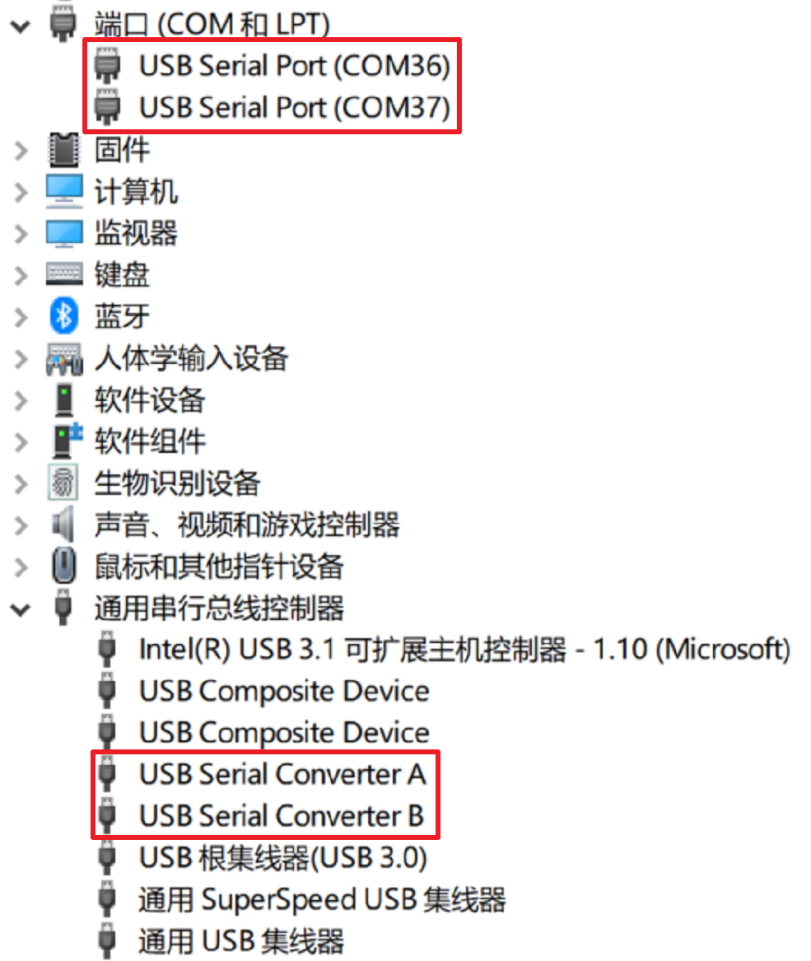 端口 (COM 和 LPT)
USB Serial Port (COM36)
USB Serial Port (COM37)
固件
计算机
监视器
键盘
蓝牙
人体学输入设备
软件设备
软件组件
生物识别设备
声音、视频和游戏控制器
鼠标和其他指针设备
通用串行总线控制器
Intel(R) USB 3.1 可扩展主机控制器 - 1.10 (Microsoft)
USB Composite Device
USB Composite Device
USB Serial Converter A
USB Serial Converter B
USB 根集线器(USB 3.0)
通用 SuperSpeed USB 集线器
通用 USB 集线器